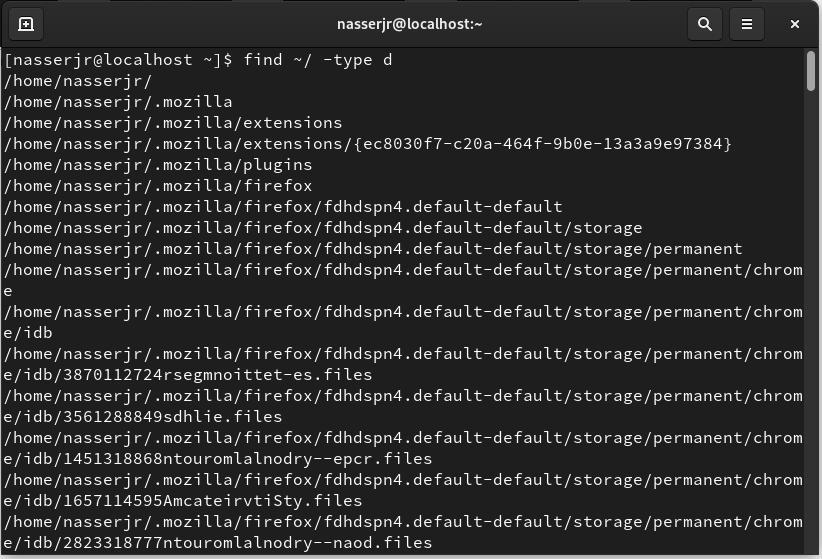 nasserjr@localhost:~
[nasserjr@localhost ~]$ find ~/ -type d
/home/nasserjr/
/home/nasserjr/.mozilla
/home/nasserjr/.mozilla/extensions
/home/nasserjr/.mozilla/extensions/{ec8030f7-c20a-464f-9b0e-13a3a9e97384}
/home/nasserjr/.mozilla/plugins
/home/nasserjr/.mozilla/firefox
/home/nasserjr/.mozilla/firefox/fdhdspn4.default-default
/home/nasserjr/.mozilla/firefox/fdhdspn4.default-default/storage
/home/nasserjr/.mozilla/firefox/fdhdspn4.default-default/storage/permanent
/home/nasserjr/.mozilla/firefox/fdhdspn4.default-default/storage/permanent/chrom
e
/home/nasserjr/.mozilla/firefox/fdhdspn4.default-default/storage/permanent/chrom
e/idb
/home/nasserjr/.mozilla/firefox/fdhdspn4.default-default/storage/permanent/chrom
e/idb/3870112724rsegmnoittet-es.files
/home/nasserjr/.mozilla/firefox/fdhdspn4.default-default/storage/permanent/chrom
e/idb/3561288849sdhlie.files
/home/nasserjr/.mozilla/firefox/fdhdspn4.default-default/storage/permanent/chrom
e/idb/1451318868ntouromlalnodry--epcr.files
/home/nasserjr/.mozilla/firefox/fdhdspn4.default-default/storage/permanent/chrom
e/idb/1657114595AmcateirvtiSty.files
/home/nasserjr/.mozilla/firefox/fdhdspn4.default-default/storage/permanent/chrom
e/idb/2823318777ntouromlalnodry--naod.files